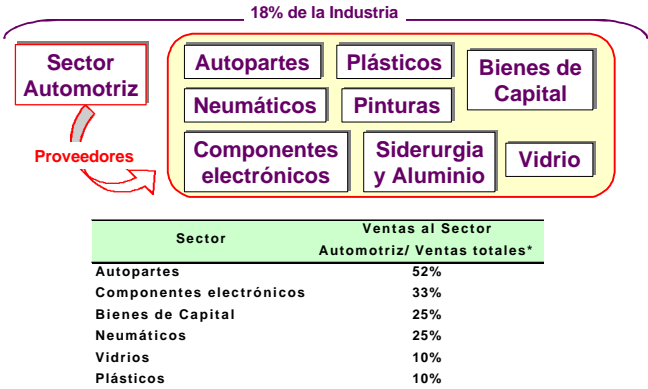 18% de la Industria
Sector
Automotriz
Proveedores
Autopartes
Plásticos
Bienes de
Capital
Neumáticos
Pinturas
Componentes
electrónicos
Siderurgia
y Aluminio
Vidrio
Sector
Ventas al Sector
Automotriz/ Ventas totales*
Autopartes 52%
Componentes electrónicos 33%
Bienes de Capital 25%
Neumáticos 25%
Vidrios 10%
Plásticos 10%